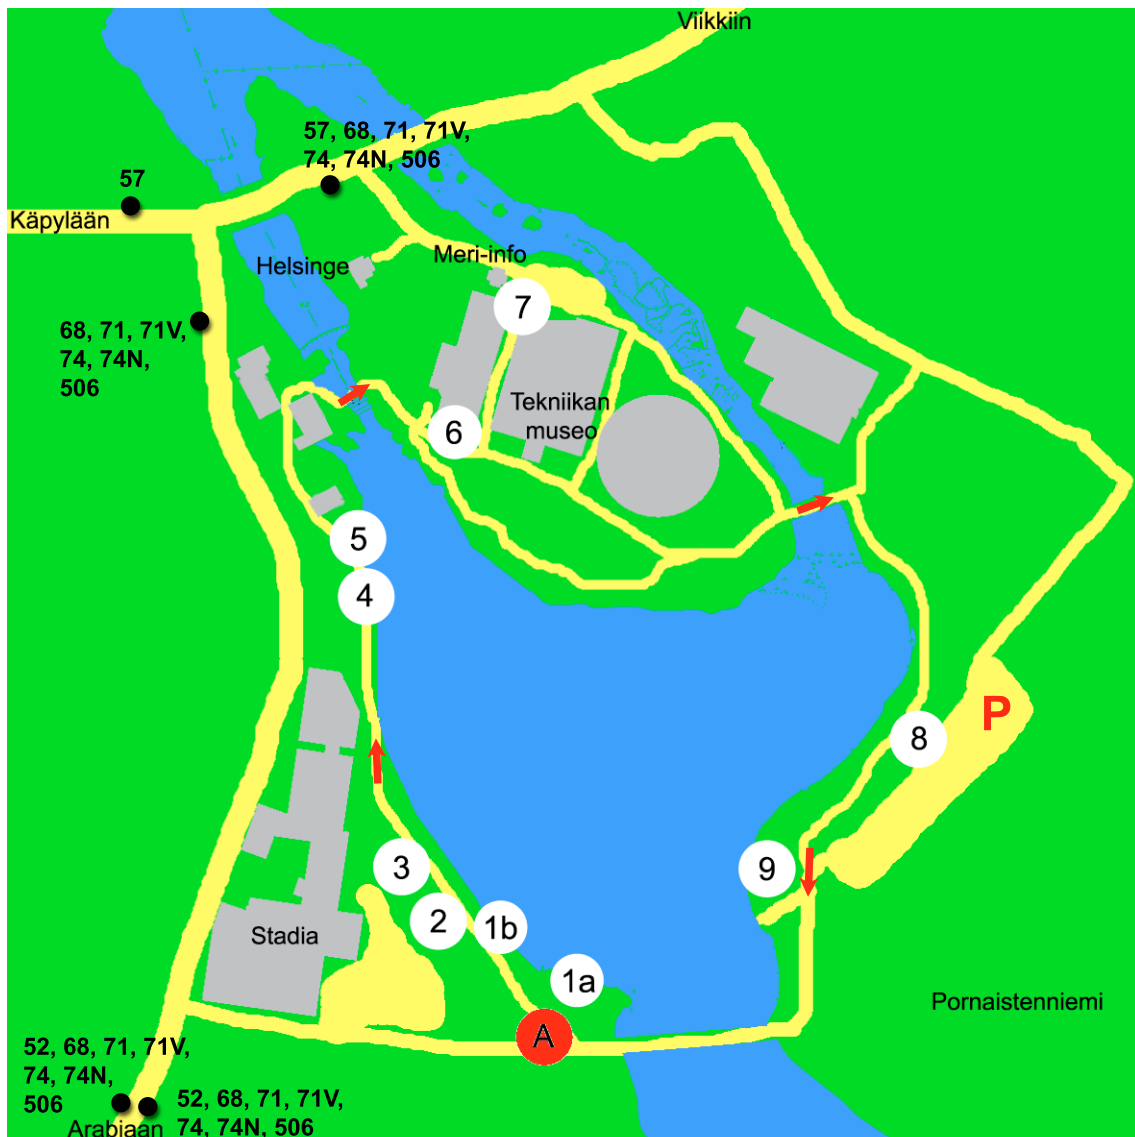 Viikkiin
57, 68, 71, 71V,
74, 74N, 506
57
Käpylään
Helsinge
Meri-info
7
68, 71, 71V,
74, 74N,
506
Tekniikan
museo
6
5
4
P
8
3
9
2
1b
Stadia
1a
Pornaistenniemi
A
52, 68, 71, 71V,
74, 74N,
506
52, 68, 71, 71V,
74, 74N, 506
Arabiaan